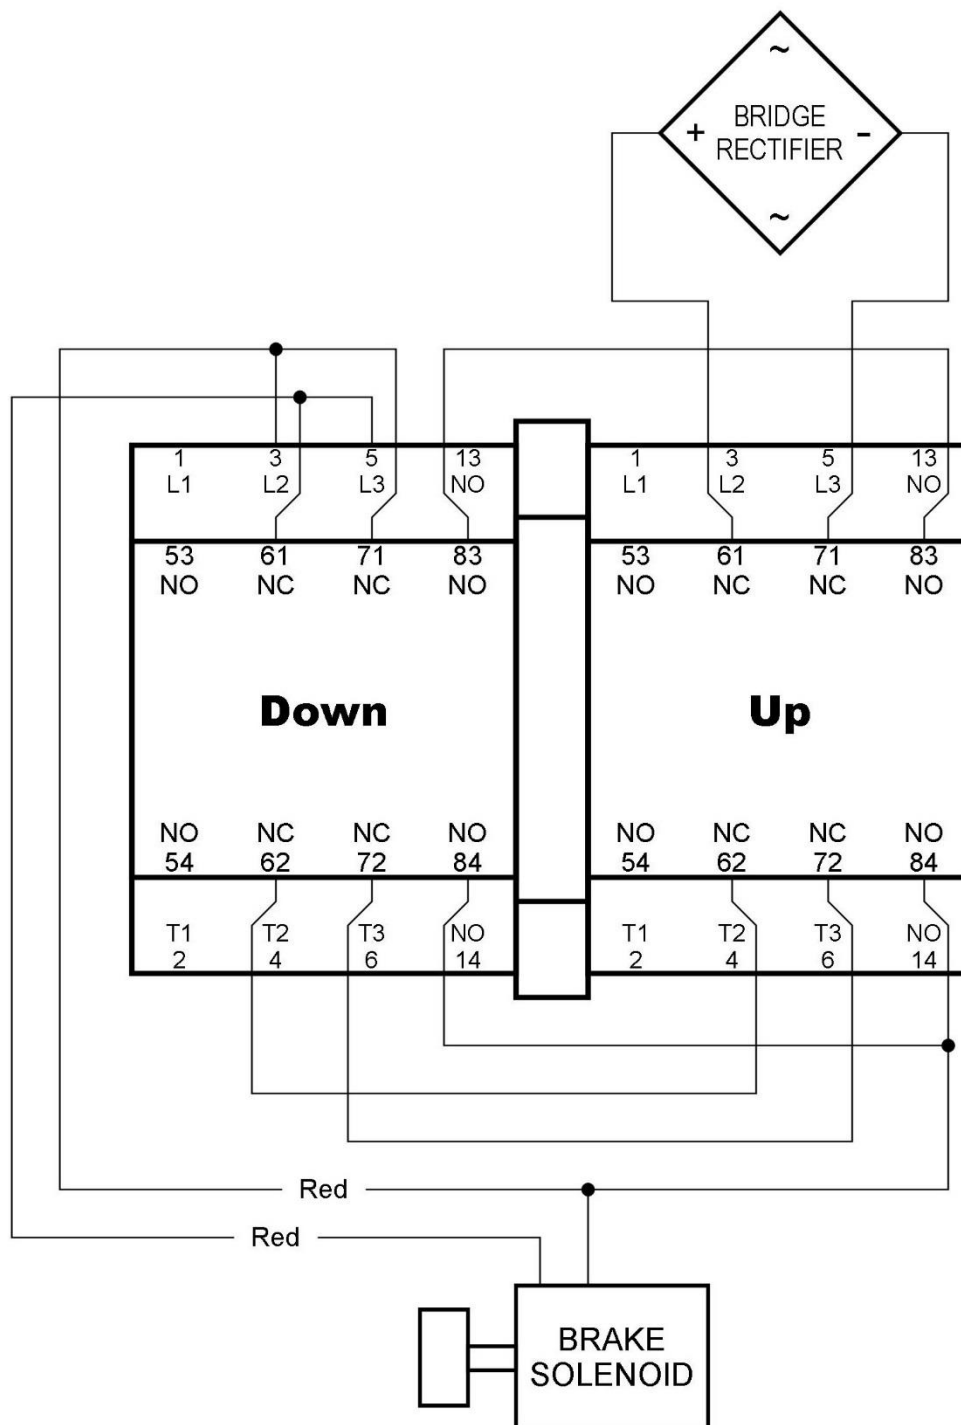 ~
BRIDGE
+ RECTIFIER -
~
1 3 5 13
L1 L2 L3 NO
53 61 71 83
NO NC NC NO
Down
NO NC NC NO
54 62 72 84
T1 T2 T3 NO
2 4 6 14
1 3 5 13
L1 L2 L3 NO
53 61 71 83
NO NC NC NO
Up
NO NC NC NO
54 62 72 84
T1 T2 T3 NO
2 4 6 14
Red
Red
BRAKE
SOLENOID